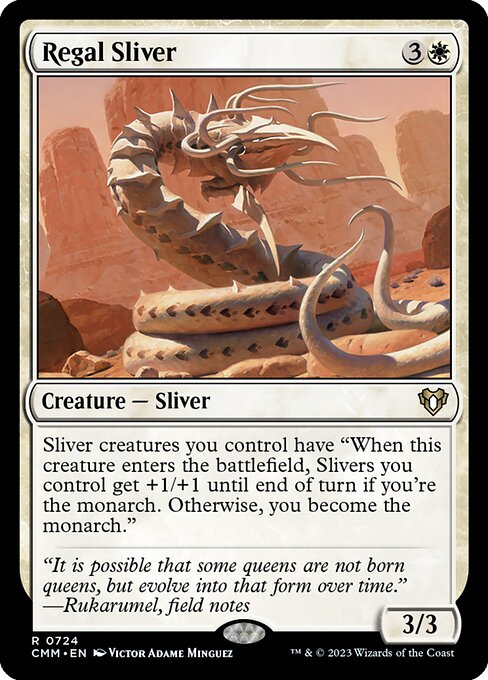 Regal Sliver 3
Creature — Sliver
Sliver creatures you control have “When this
creature enters the battlefield, Slivers you
control get +1/+1 until end of turn if you’re
the monarch. Otherwise, you become the
monarch.”
“It is possible that some queens are not born
queens, but evolve into that form over time.”
—Rukarumel, field notes
3/3
R 0724
CMM • EN Victor Adame Minguez
™ & © 2023 Wizards of the Coast